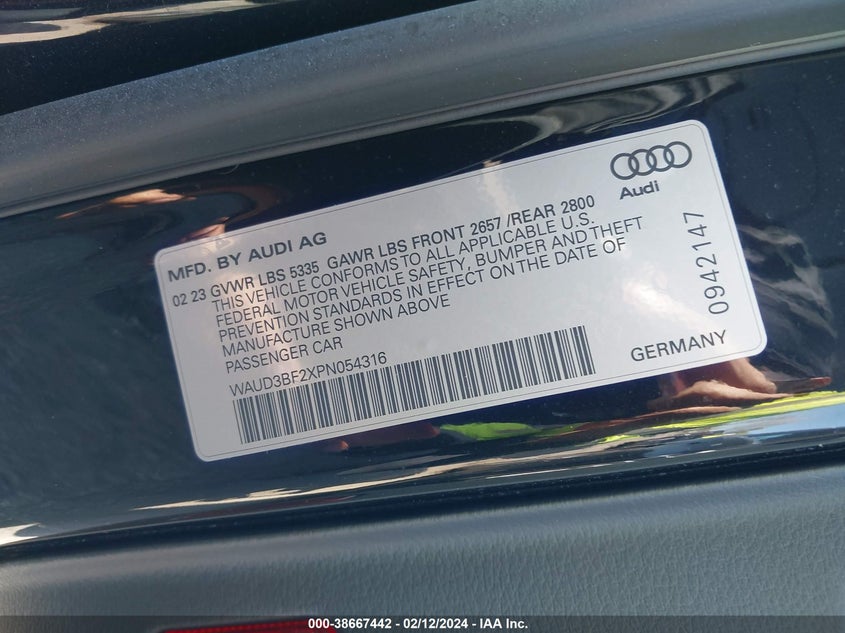 Audi
MFD. BY AUDI AG
02 23 GVWR LBS 5335 GAWR LBS FRONT 2657 /REAR 2800
THIS VEHICLE CONFORMS TO ALL APPLICABLE U.S.
FEDERAL MOTOR VEHICLE SAFETY, BUMPER AND THEFT
PREVENTION STANDARDS IN EFFECT ON THE DATE OF
MANUFACTURE SHOWN ABOVE
PASSENGER CAR
WAUD3BF2XPN054316
0942147
GERMANY
000-38667442 - 02/12/2024 - IAA Inc.